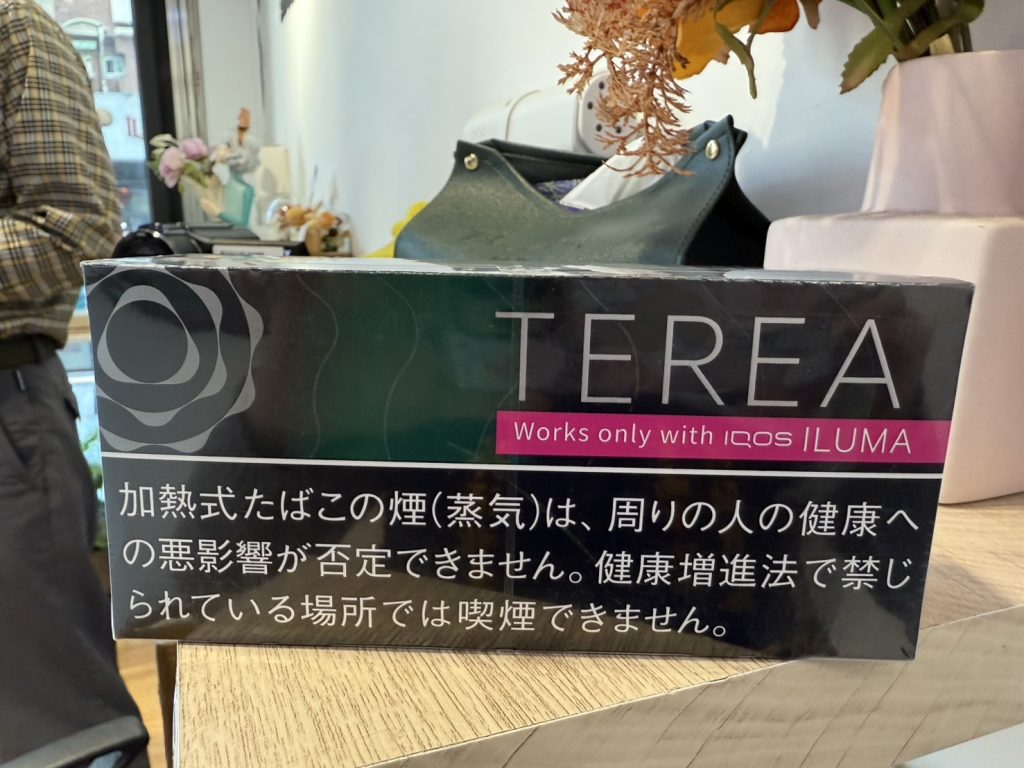 TEREA
Works only with IQOS ILUMA
加熱式たばこの煙(蒸気)は、周りの人の健康へ
の悪影響が否定できません。健康増進法で禁じ
られている場所では喫煙できません。